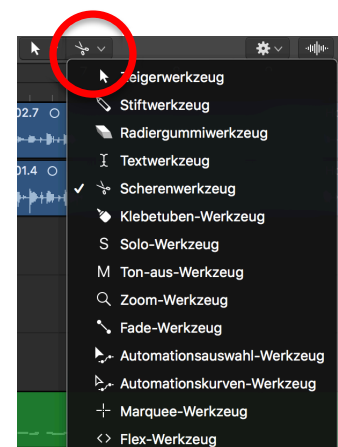 02.7
01.4
Zeigerwerkzeug
Stiftwerkzeug
Radiergummiwerkzeug
Textwerkzeug
Scherenwerkzeug
Klebetuben-Werkzeug
S Solo-Werkzeug
M Ton-aus-Werkzeug
Zoom-Werkzeug
Fade-Werkzeug
Automationsauswahl-Werkzeug
Automationskurven-Werkzeug
Marquee-Werkzeug
Flex-Werkzeug